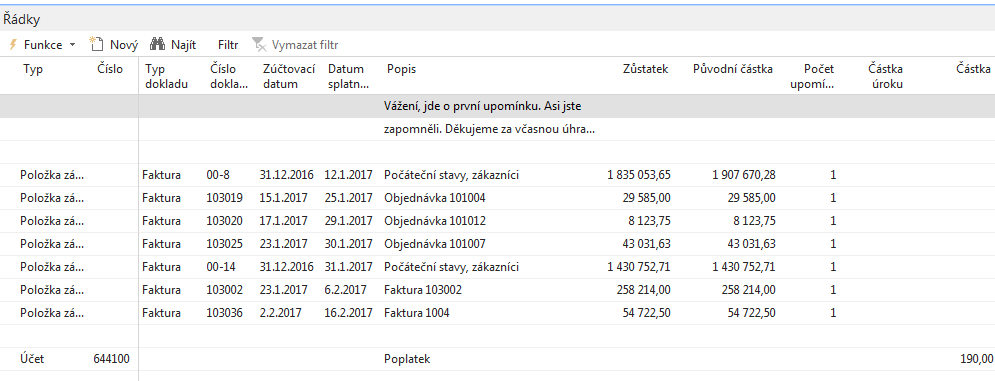 Řádky
Funkce Nový Najít Filtr Vymazat filtr
Typ Číslo Typ dokladu Číslo dokla... Zúčtovací datum Datum splatn... Popis Zůstatek Původní částka Počet upomí... Částka úroku Částka
Vážení, jde o první upomínku. Asi jste
zapomněli. Děkujeme za včasnou úhra...
Položka zá... Faktura 00-8 31.12.2016 12.1.2017 Počáteční stavy, zákazníci 1 835 053,65 1 907 670,28 1
Položka zá... Faktura 103019 15.1.2017 25.1.2017 Objednávka 101004 29 585,00 29 585,00 1
Položka zá... Faktura 103020 17.1.2017 29.1.2017 Objednávka 101012 8 123,75 8 123,75 1
Položka zá... Faktura 103025 23.1.2017 30.1.2017 Objednávka 101007 43 031,63 43 031,63 1
Položka zá... Faktura 00-14 31.12.2016 31.1.2017 Počáteční stavy, zákazníci 1 430 752,71 1 430 752,71 1
Položka zá... Faktura 103002 23.1.2017 6.2.2017 Faktura 103002 258 214,00 258 214,00 1
Položka zá... Faktura 103036 2.2.2017 16.2.2017 Faktura 1004 54 722,50 54 722,50 1
Účet 644100 Poplatek 190,00